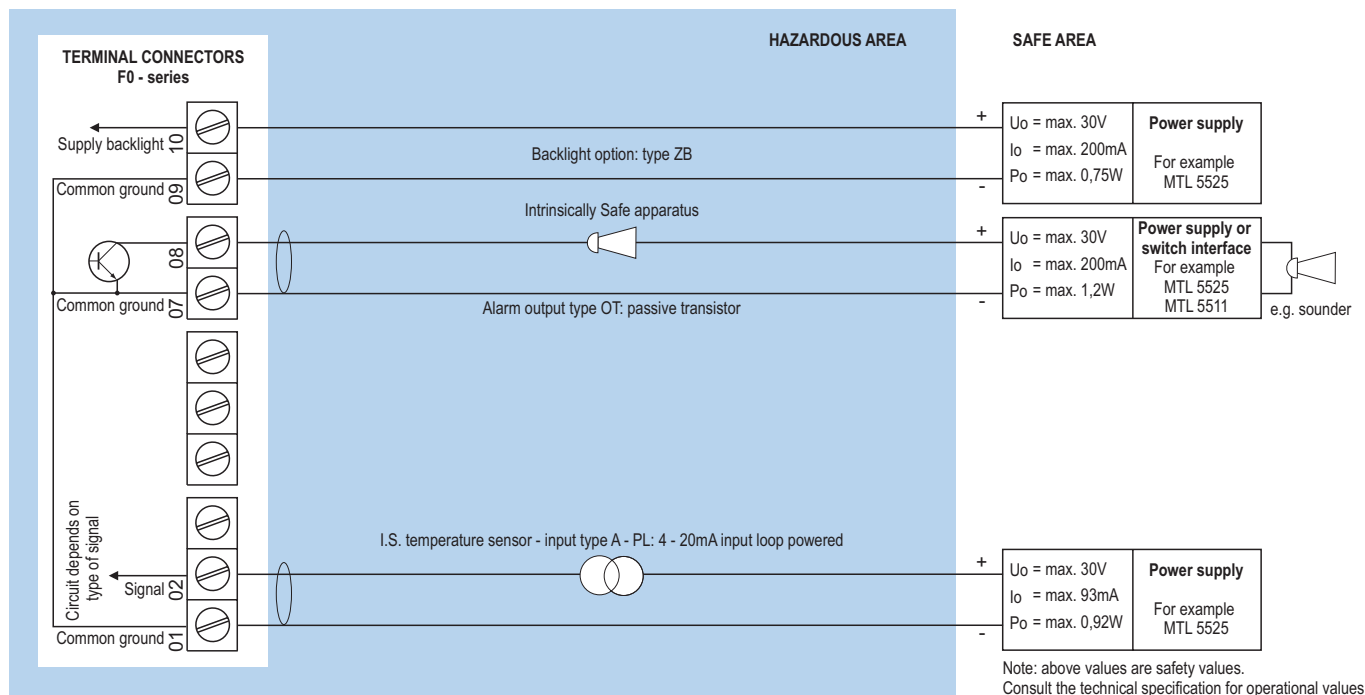 HAZARDOUS AREA
SAFE AREA
TERMINAL CONNECTORS
F0 - series
Supply backlight
10
Common ground
09
08
Common ground
07
Circuit depends on
type of signal
Signal
02
Common ground
01
Backlight option: type ZB
Intrinsically Safe apparatus
Alarm output type OT: passive transistor
I.S. temperature sensor - input type A - PL: 4 - 20mA input loop powered
+
-
Uo = max. 30V
Io = max. 200mA
Po = max. 0,75W
Power supply
For example
MTL 5525
+
-
Uo = max. 30V
Io = max. 200mA
Po = max. 1,2W
Power supply or
switch interface
For example
MTL 5525
MTL 5511
e.g. sounder
+
-
Uo = max. 30V
Io = max. 93mA
Po = max. 0,92W
Power supply
For example
MTL 5525
Note: above values are safety values.
Consult the technical specification for operational values